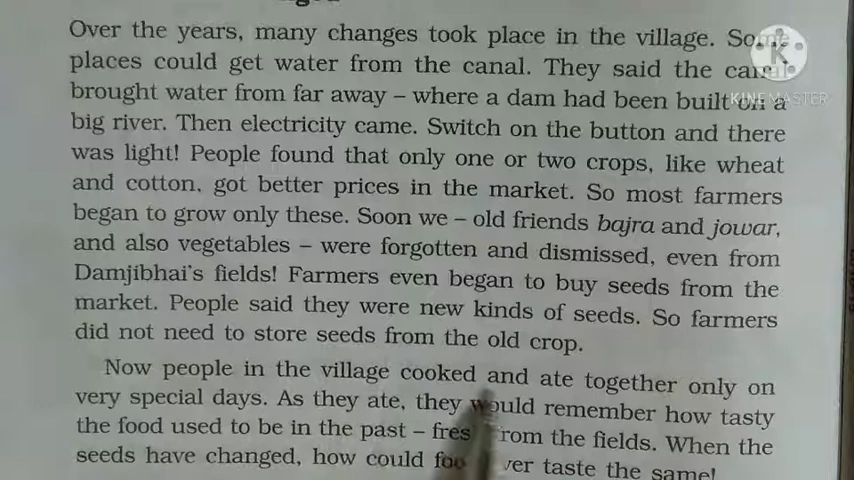 Over the years, many changes took place in the village. Some
places could get water from the canal. They said the canal
brought water from far away – where a dam had been built on a
big river. Then electricity came. Switch on the button and there
was light! People found that only one or two crops, like wheat
and cotton, got better prices in the market. So most farmers
began to grow only these. Soon we – old friends bajra and jowar,
and also vegetables – were forgotten and dismissed, even from
Damjibhai's fields! Farmers even began to buy seeds from the
market. People said they were new kinds of seeds. So farmers
did not need to store seeds from the old crop.
Now people in the village cooked and ate together only on
very special days. As they ate, they would remember how tasty
the food used to be in the past – fresh from the fields. When the
seeds have changed, how could food ever taste the same!
K
KINEMASTER